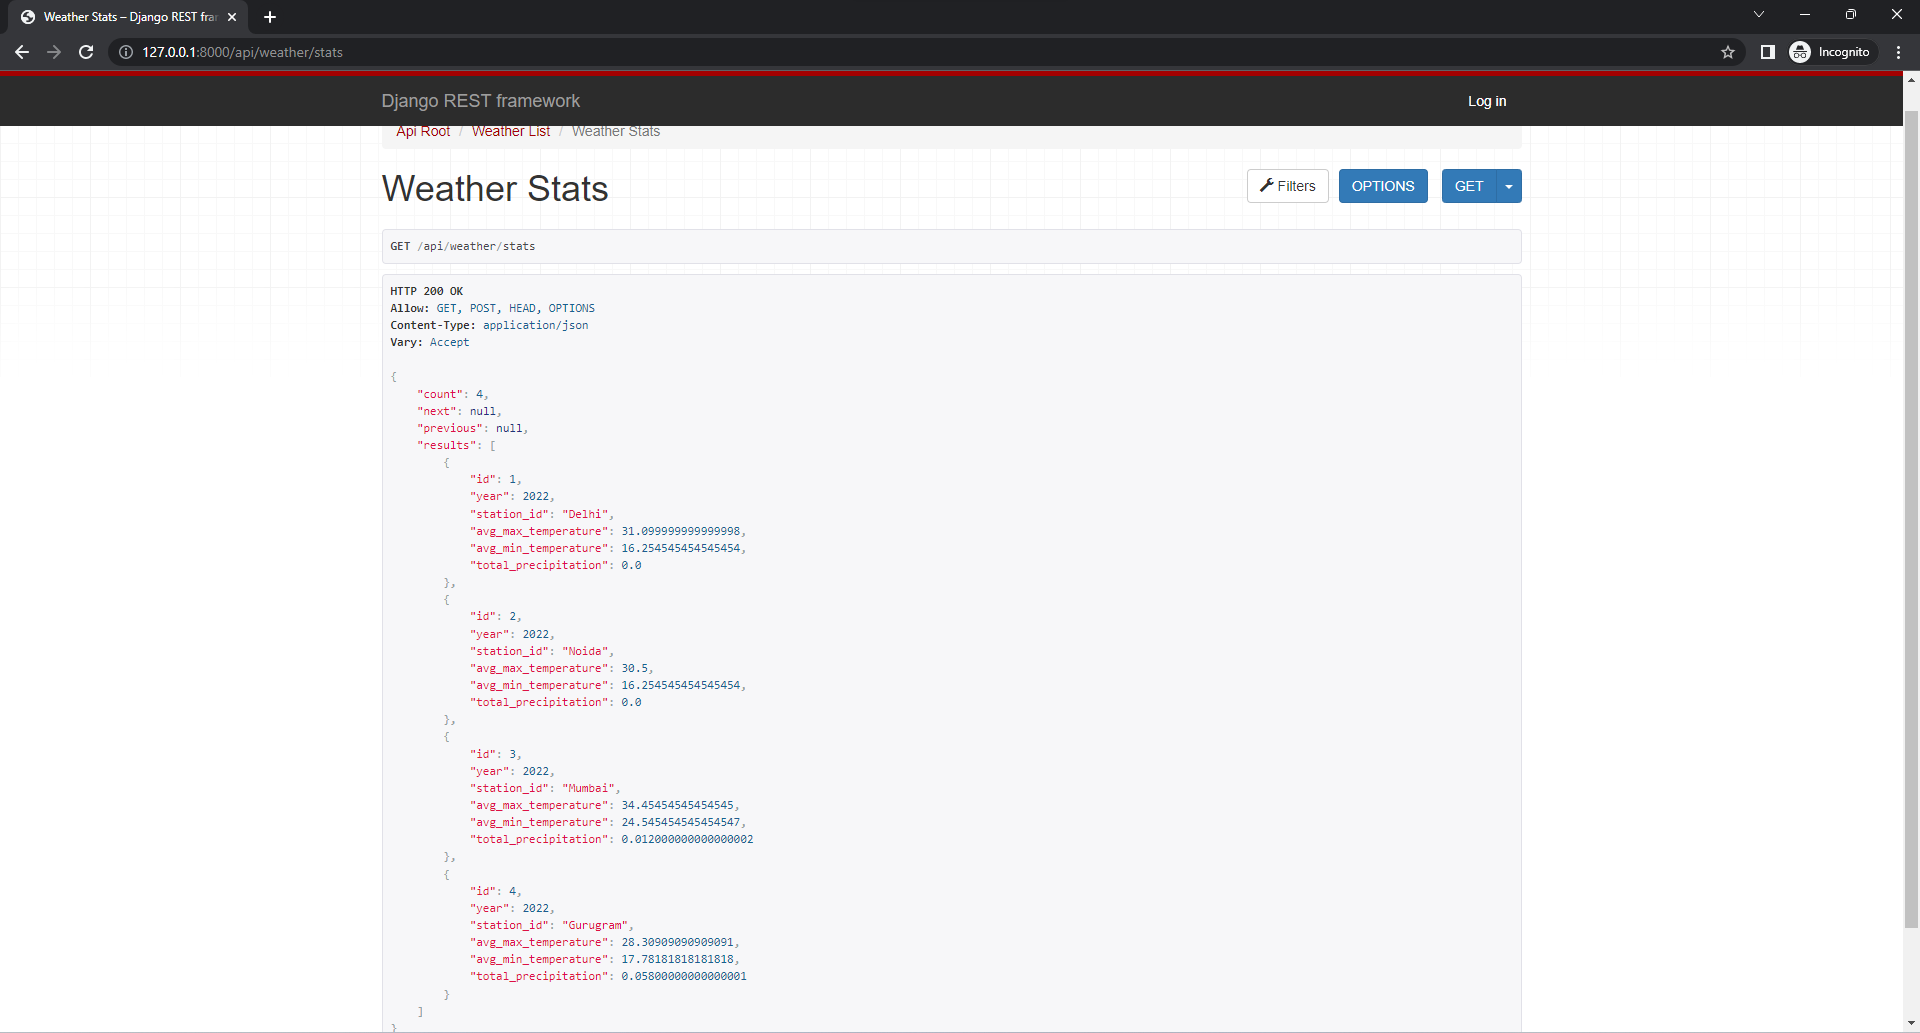 Weather Stats – Django REST fra
127.0.0.1:8000/api/weather/stats
Incognito
Django REST framework
Log in
Api Root / Weather List / Weather Stats
Weather Stats
Filters
OPTIONS
GET
GET /api/weather/stats
HTTP 200 OK
Allow: GET, POST, HEAD, OPTIONS
Content-Type: application/json
Vary: Accept
{
"count": 4,
"next": null,
"previous": null,
"results": [
{
"id": 1,
"year": 2022,
"station_id": "Delhi",
"avg_max_temperature": 31.099999999999998,
"avg_min_temperature": 16.254545454545454,
"total_precipitation": 0.0
},
{
"id": 2,
"year": 2022,
"station_id": "Noida",
"avg_max_temperature": 30.5,
"avg_min_temperature": 16.254545454545454,
"total_precipitation": 0.0
},
{
"id": 3,
"year": 2022,
"station_id": "Mumbai",
"avg_max_temperature": 34.45454545454545,
"avg_min_temperature": 24.545454545454547,
"total_precipitation": 0.012000000000000002
},
{
"id": 4,
"year": 2022,
"station_id": "Gurugram",
"avg_max_temperature": 28.30909090909091,
"avg_min_temperature": 17.78181818181818,
"total_precipitation": 0.05800000000000001
}
]
}